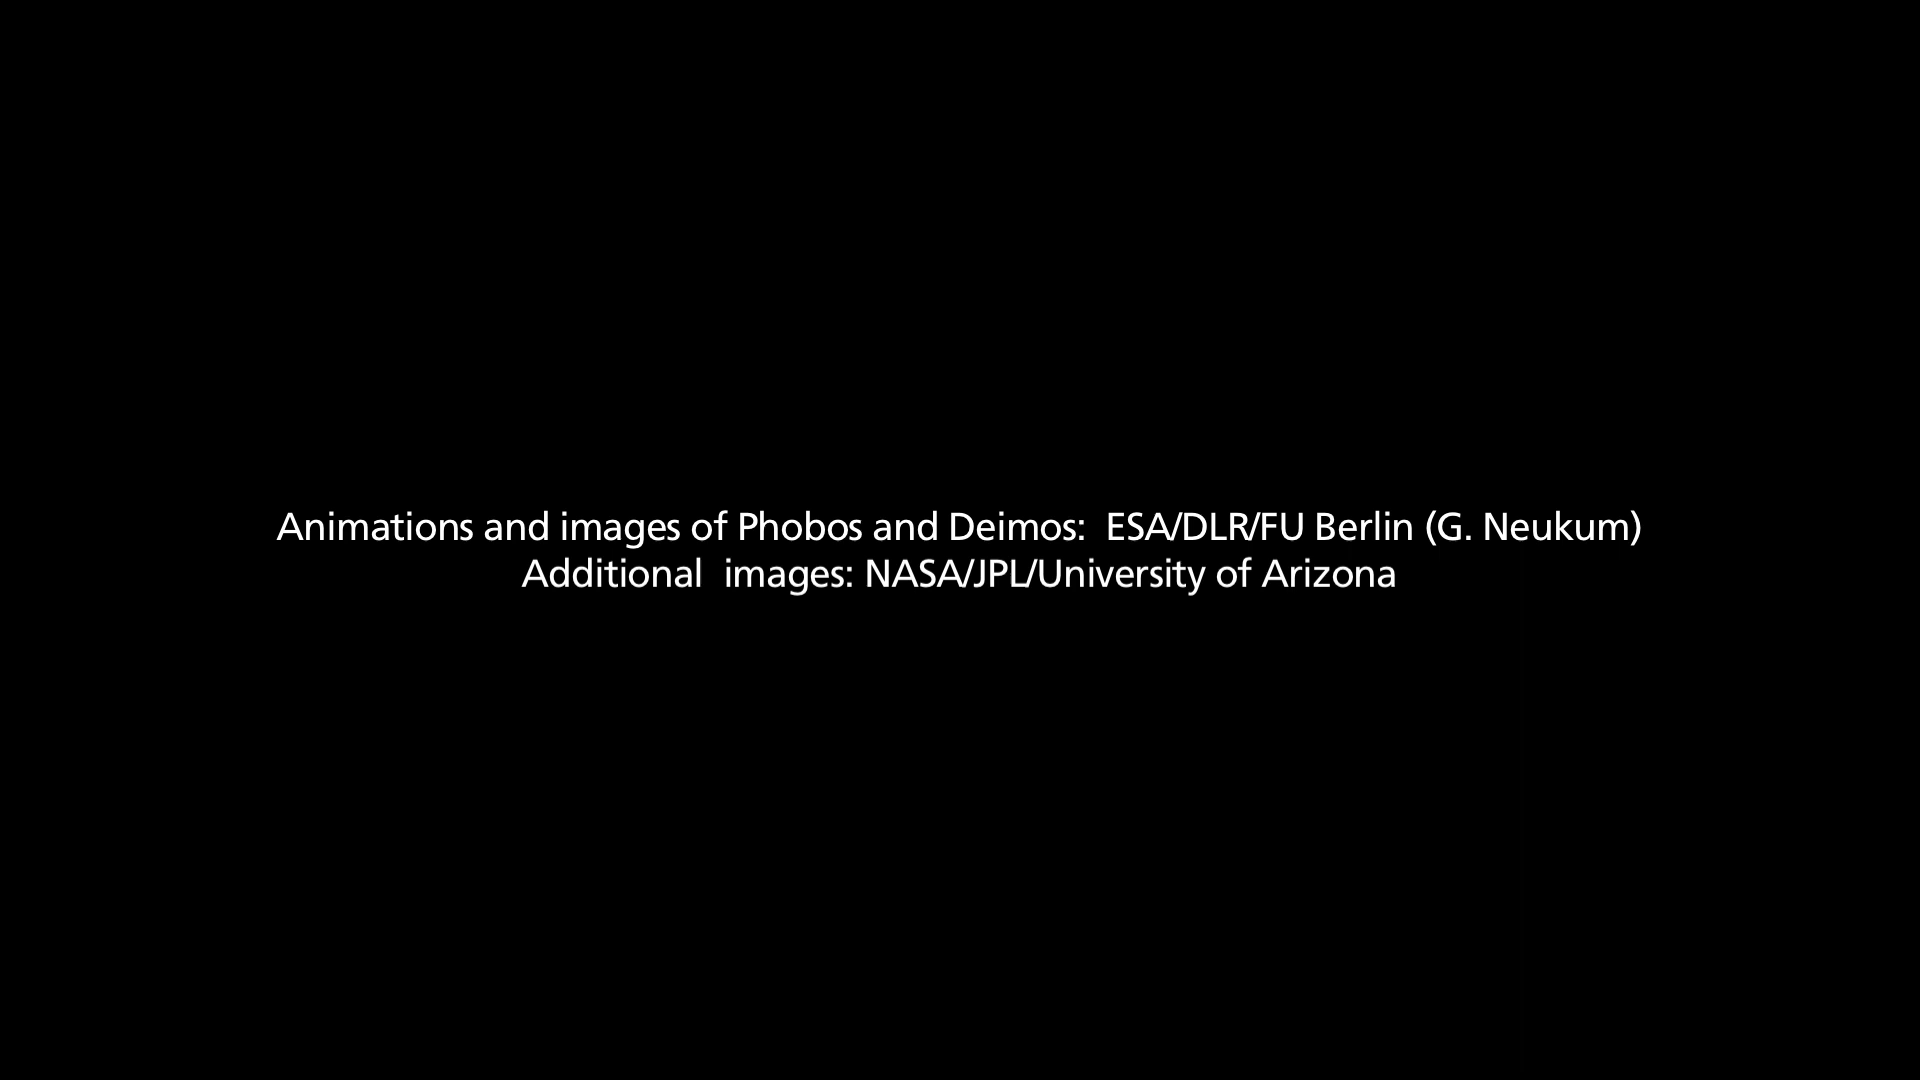 Animations and images of Phobos and Deimos:  ESA/DLR/FU Berlin (G. Neukum)
Additional  images: NASA/JPL/University of Arizona